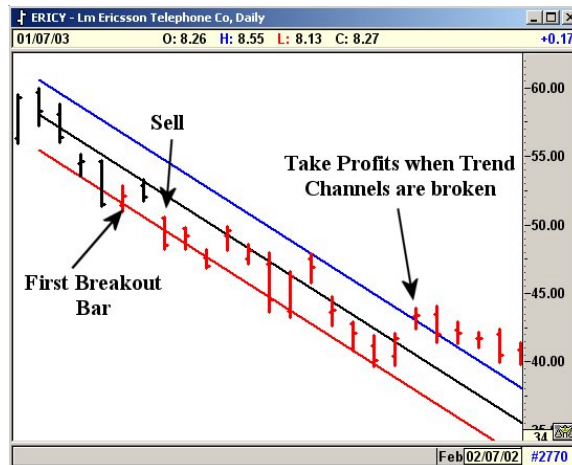 ERICY - Lm Ericsson Telephone Co, Daily
01/07/03 O: 8.26 H: 8.55 L: 8.13 C: 8.27 +0.17
60.00
Sell
55.00
Take Profits when Trend
Channels are broken
50.00
First Breakout
Bar
45.00
40.00
34
Feb 02/07/02 #2770